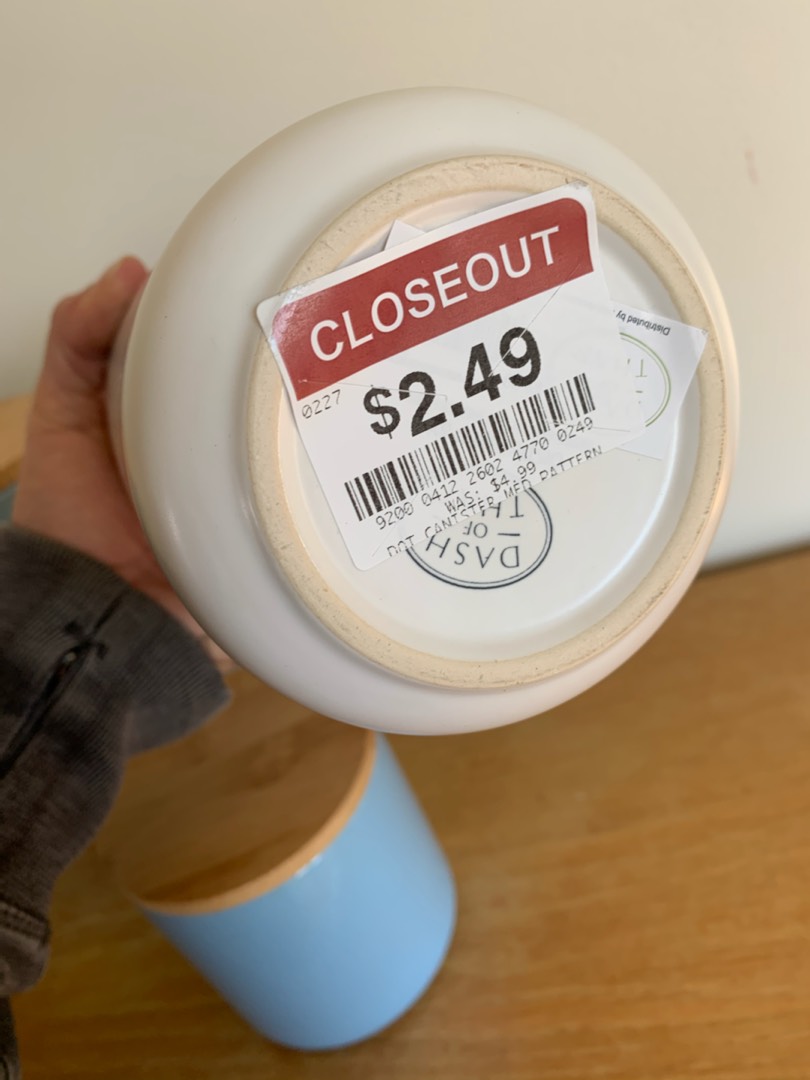 CLOSEOUT
0227
$2.49
9200 0412 2602 4770 0249
WAS: $4.99
DOT CANISTER MED PATTERN
DASH
OF
TH
Distributed by
T